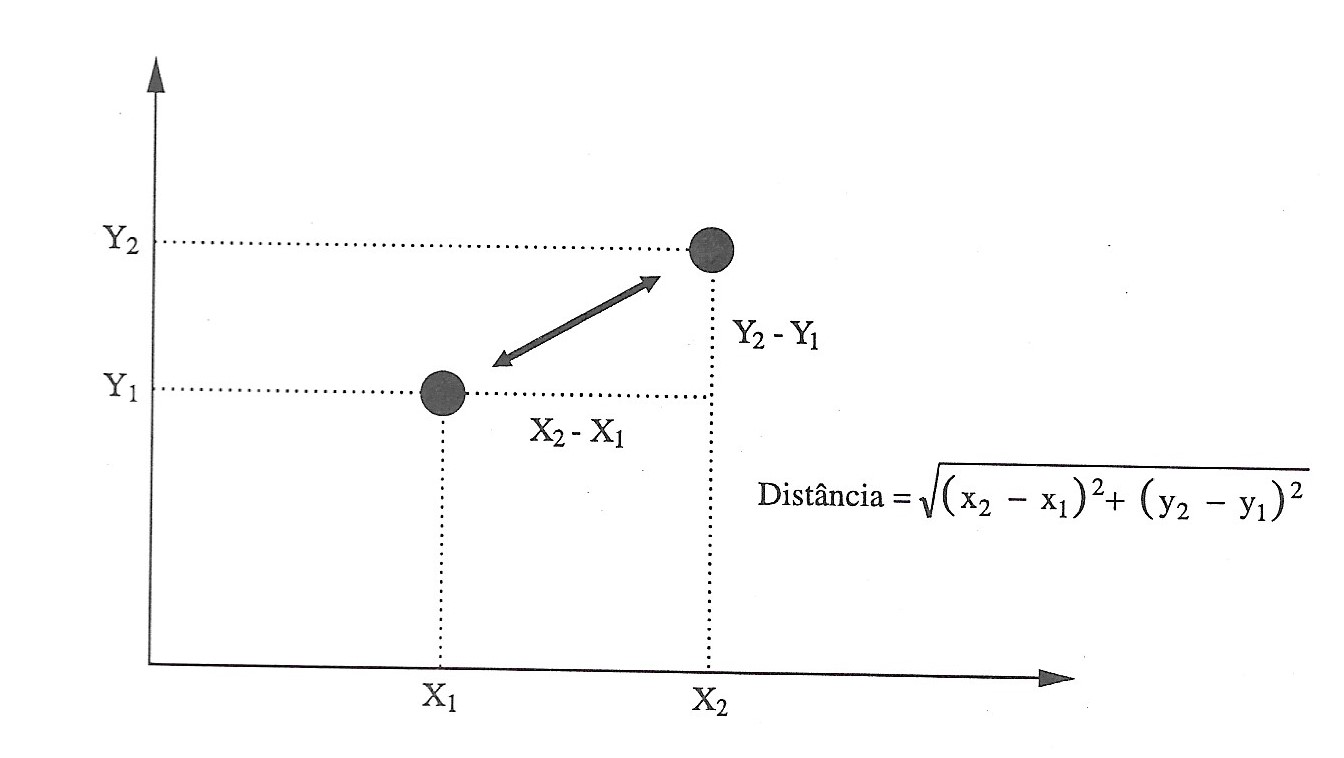 Y₂
Y₂ - Y₁
Y₁
X₂ - X₁
Distância = √(x₂ − x₁)² + (y₂ − y₁)²
X₁
X₂